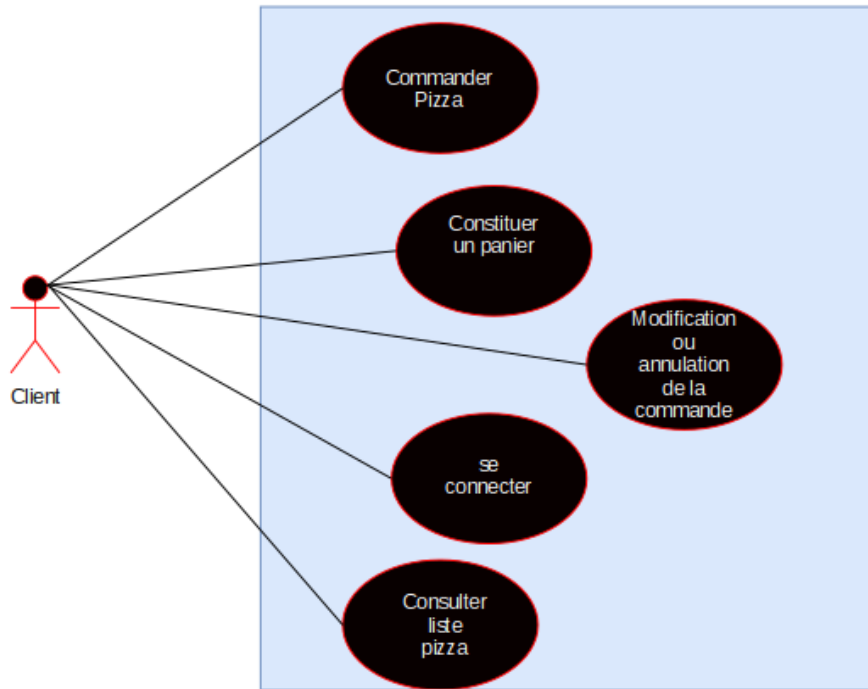 Commander
Pizza
Constituer
un panier
Modification
ou
annulation
de la
commande
Client
se
connecter
Consulter
liste
pizza